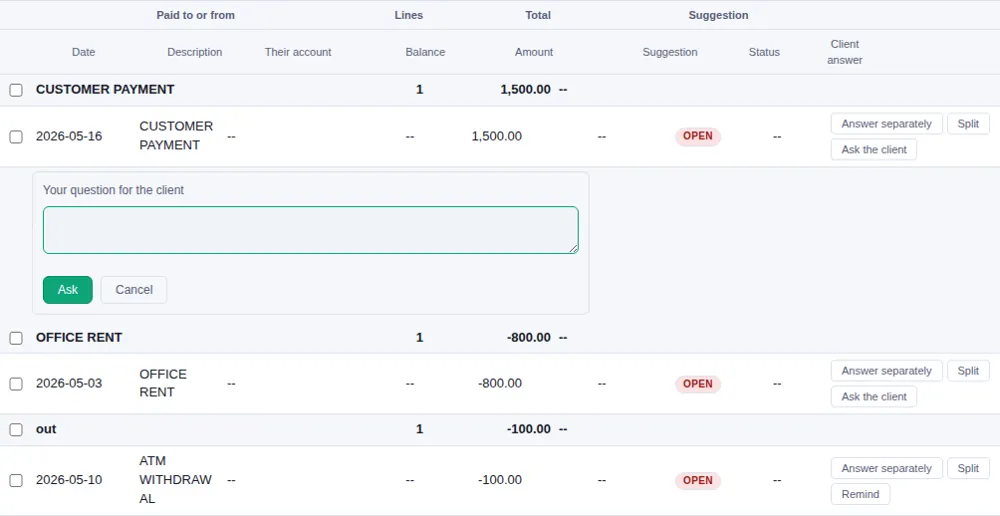 Paid to or from Lines Total Suggestion
Date Description Their account Balance Amount Suggestion Status Client
answer
CUSTOMER PAYMENT 1 1,500.00 --
2026-05-16 CUSTOMER
PAYMENT -- -- 1,500.00 -- OPEN -- Answer separately Split
Ask the client
Your question for the client
Ask Cancel
OFFICE RENT 1 -800.00 --
2026-05-03 OFFICE
RENT -- -- -800.00 -- OPEN -- Answer separately Split
Ask the client
out 1 -100.00 --
2026-05-10 ATM
WITHDRAW
AL -- -- -100.00 -- OPEN -- Answer separately Split
Remind